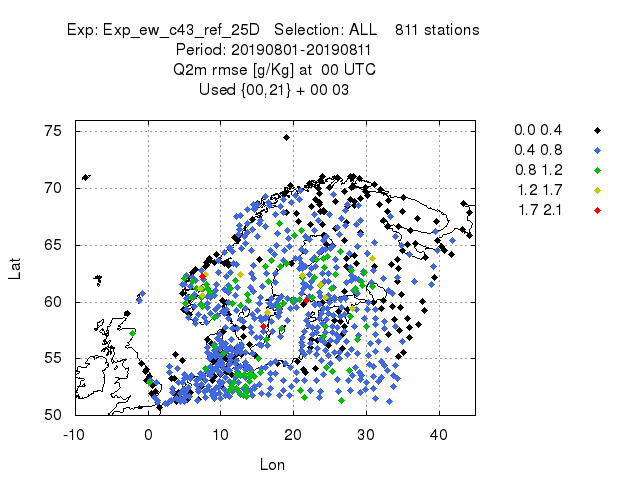 Exp: Exp_ew_c43_ref_25D   Selection: ALL    811 stations
Period: 20190801-20190811
Q2m rmse [g/Kg] at  00 UTC
Used {00,21} + 00 03
0.0 0.4
0.4 0.8
0.8 1.2
1.2 1.7
1.7 2.1
75
70
65
60
55
50
Lat
-10 0 10 20 30 40
Lon